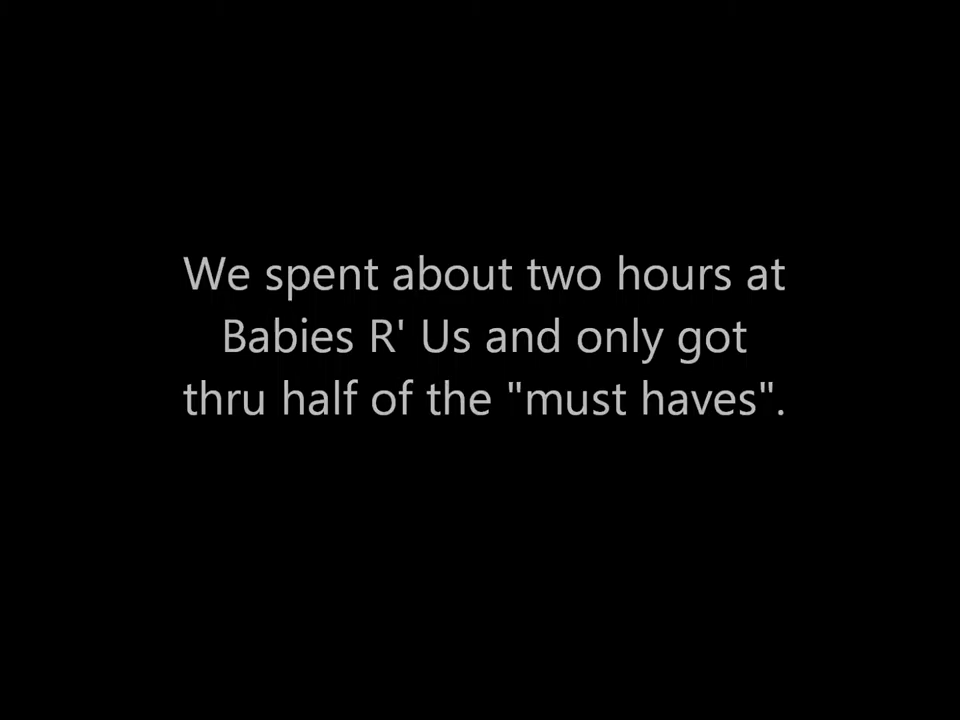 We spent about two hours at
Babies R' Us and only got
thru half of the "must haves".